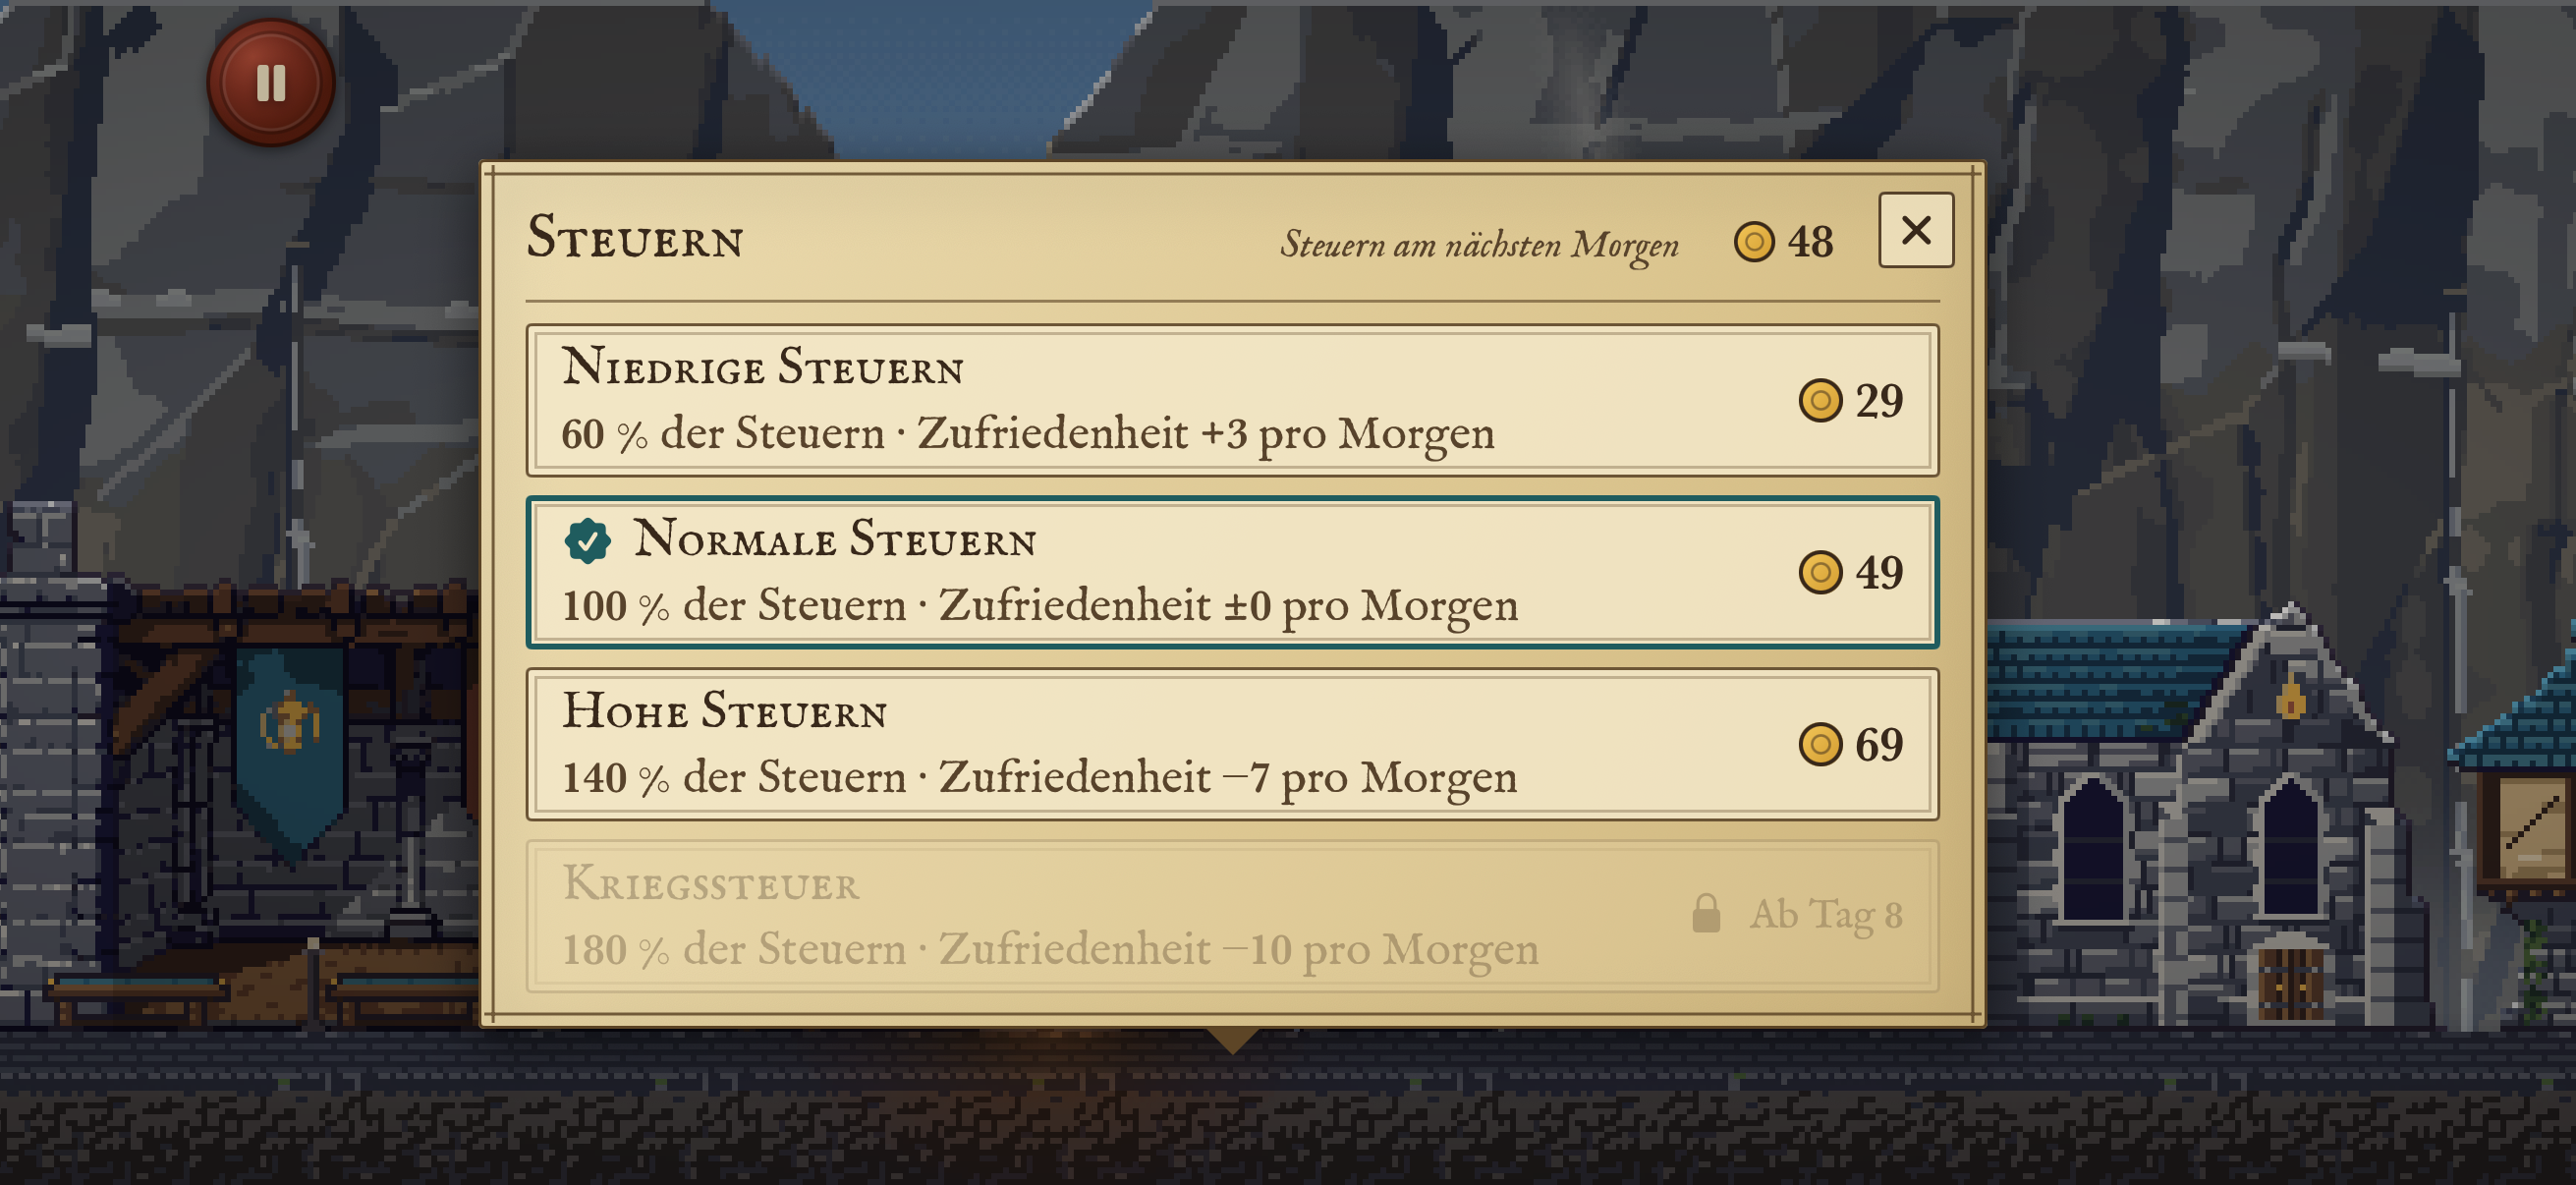 Steuern
Steuern am nächsten Morgen 48
Niedrige Steuern
60 % der Steuern · Zufriedenheit +3 pro Morgen
29
Normale Steuern
100 % der Steuern · Zufriedenheit ±0 pro Morgen
49
Hohe Steuern
140 % der Steuern · Zufriedenheit −7 pro Morgen
69
Kriegssteuer
180 % der Steuern · Zufriedenheit −10 pro Morgen
Ab Tag 8